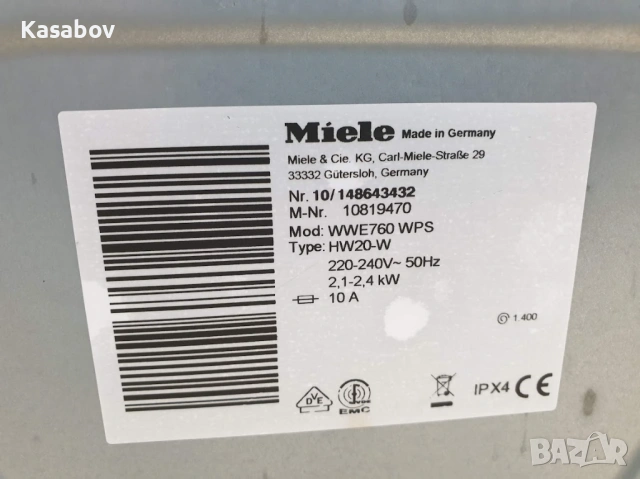 Kasabov
Miele Made in Germany
Miele & Cie. KG, Carl-Miele-Straße 29
33332 Gütersloh, Germany
Nr. 10/148643432
M-Nr. 10819470
Mod: WWE760 WPS
Type: HW20-W
220-240V~ 50Hz
2,1-2,4 kW
10 A
1 400
DVE
EMC
IPX4 CE
BAZAR